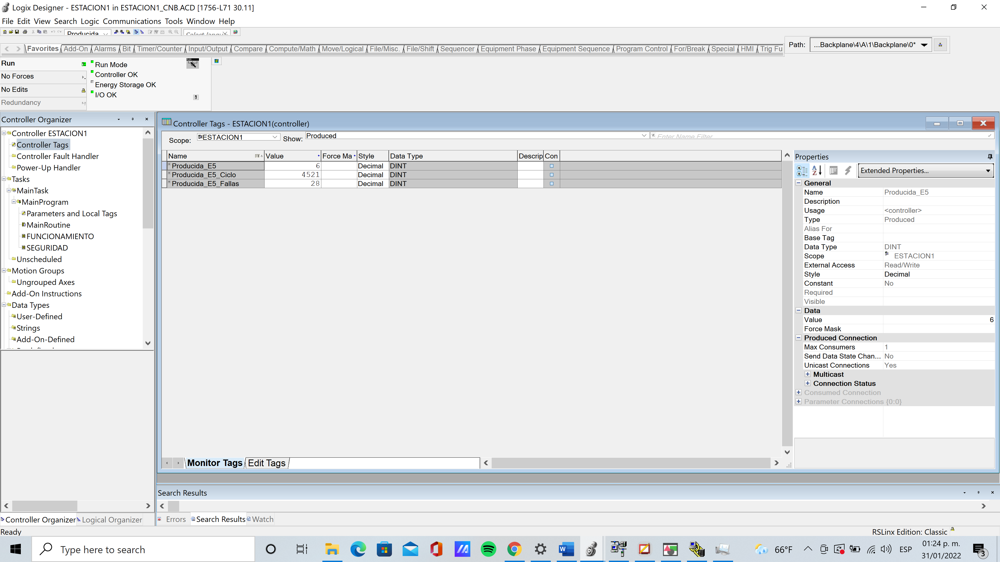 Logix Designer - ESTACION1 in ESTACION1_CNB.ACD [1756-L71 30.11]
File Edit View Search Logic Communications Tools Window Help
Producida
Select langu
Favorites Add-On Alarms Bit Timer/Counter Input/Output Compare Compute/Math Move/Logical File/Misc. File/Shift Sequencer Equipment Phase Equipment Sequence Program Control For/Break Special HMI Trig Fu
Path: ...Backplane\4\A\1\Backplane\0*
Run
No Forces
No Edits
Redundancy
RUN
Run Mode
Controller OK
Energy Storage OK
I/O OK
Controller Organizer
Controller ESTACION1
Controller Tags
Controller Fault Handler
Power-Up Handler
Tasks
MainTask
MainProgram
Parameters and Local Tags
MainRoutine
FUNCIONAMIENTO
SEGURIDAD
Unscheduled
Motion Groups
Ungrouped Axes
Add-On Instructions
Data Types
User-Defined
Strings
Add-On-Defined
Controller Organizer Logical Organizer
Controller Tags - ESTACION1(controller)
Scope: ESTACION1 Show: Produced Enter Name Filter
Name Value Force Ma Style Data Type Descrip Con
Producida_E5 6 Decimal DINT
Producida_E5_Ciclo 4521 Decimal DINT
Producida_E5_Fallas 28 Decimal DINT
Monitor Tags Edit Tags
Properties
Extended Properties...
General
Name Producida_E5
Description
Usage <controller>
Type Produced
Alias For
Base Tag
Data Type DINT
Scope ESTACION1
External Access Read/Write
Style Decimal
Constant No
Required
Visible
Data
Value 6
Force Mask
Produced Connection
Max Consumers 1
Send Data State Chan... No
Unicast Connections Yes
Multicast
Connection Status
Consumed Connection
Parameter Connections {0:0}
Search Results
Errors Search Results Watch
Ready
RSLinx Edition: Classic
Type here to search
66°F
ESP
01:24 p. m.
31/01/2022
3